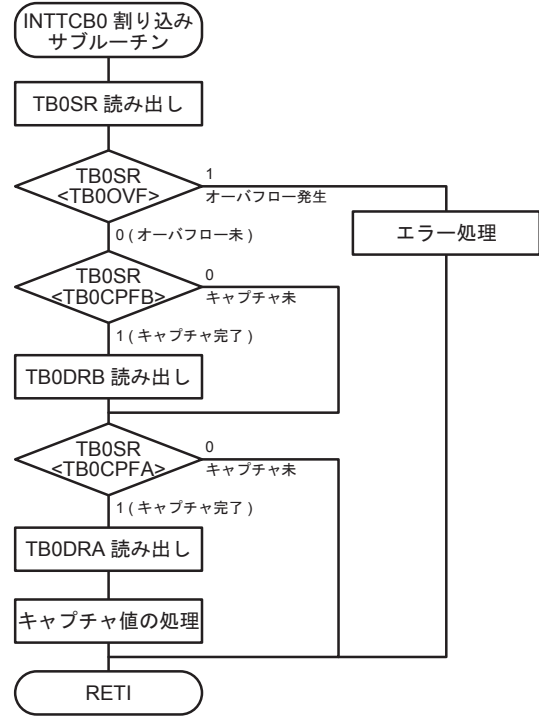 INTTCB0 割り込み
サブルーチン
TB0SR 読み出し
TB0SR
<TB0OVF>
1
オーバフロー発生
0 ( オーバフロー未 )
エラー処理
TB0SR
<TB0CPFB>
0
キャプチャ未
1 ( キャプチャ完了 )
TB0DRB 読み出し
TB0SR
<TB0CPFA>
0
キャプチャ未
1 ( キャプチャ完了 )
TB0DRA 読み出し
キャプチャ値の処理
RETI